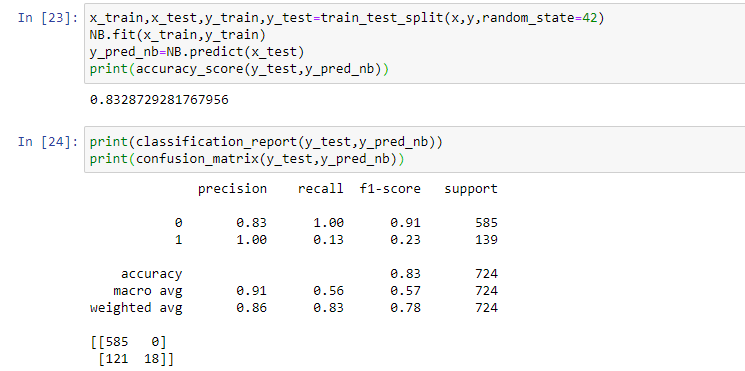 In [23]: x_train,x_test,y_train,y_test=train_test_split(x,y,random_state=42)
NB.fit(x_train,y_train)
y_pred_nb=NB.predict(x_test)
print(accuracy_score(y_test,y_pred_nb))
0.8328729281767956
In [24]: print(classification_report(y_test,y_pred_nb))
print(confusion_matrix(y_test,y_pred_nb))
precision recall f1-score support
0 0.83 1.00 0.91 585
1 1.00 0.13 0.23 139
accuracy 0.83 724
macro avg 0.91 0.56 0.57 724
weighted avg 0.86 0.83 0.78 724
[[585 0]
[121 18]]